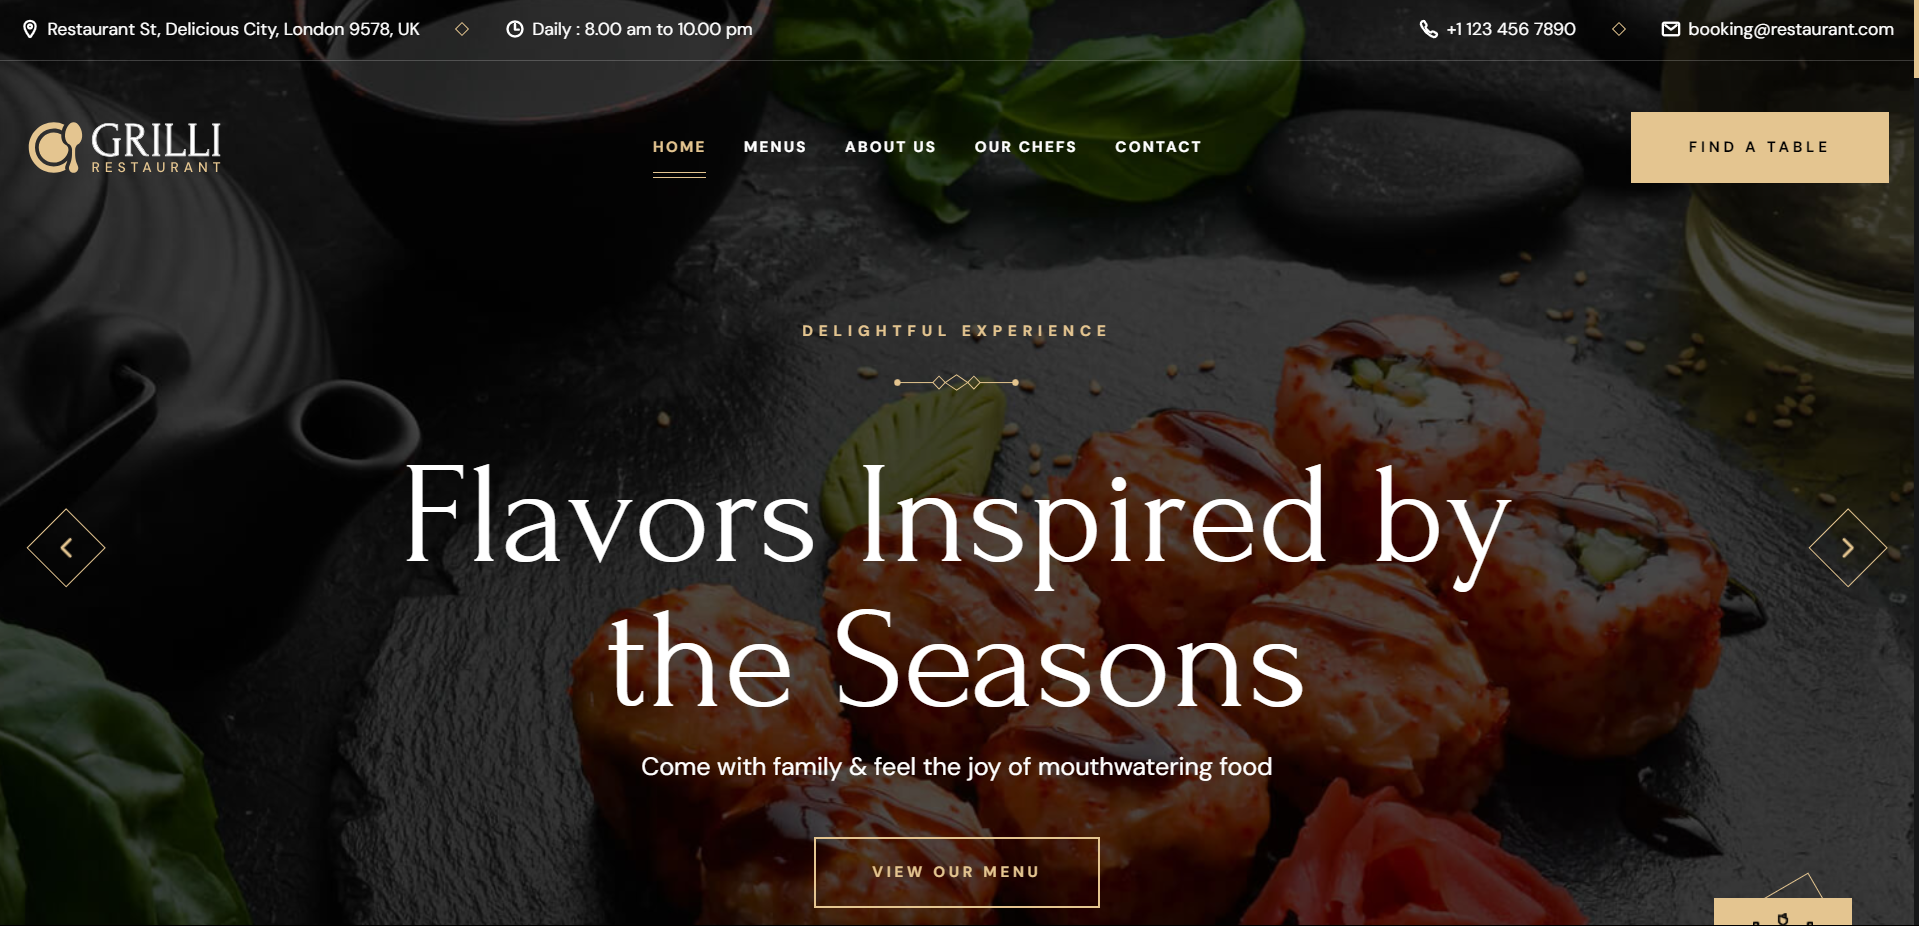 Restaurant St, Delicious City, London 9578, UK
Daily : 8.00 am to 10.00 pm
+1 123 456 7890
booking@restaurant.com
GRILLI
RESTAURANT
HOME
MENUS
ABOUT US
OUR CHEFS
CONTACT
FIND A TABLE
DELIGHTFUL EXPERIENCE
Flavors Inspired by
the Seasons
Come with family & feel the joy of mouthwatering food
VIEW OUR MENU